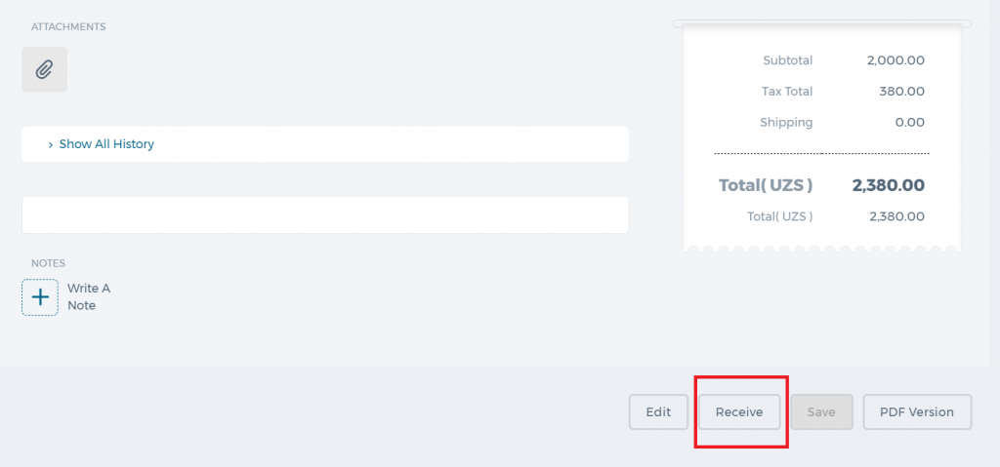 ATTACHMENTS
› Show All History
NOTES
Write A
Note
Subtotal 2,000.00
Tax Total 380.00
Shipping 0.00
Total( UZS ) 2,380.00
Total( UZS ) 2,380.00
Edit Receive Save PDF Version